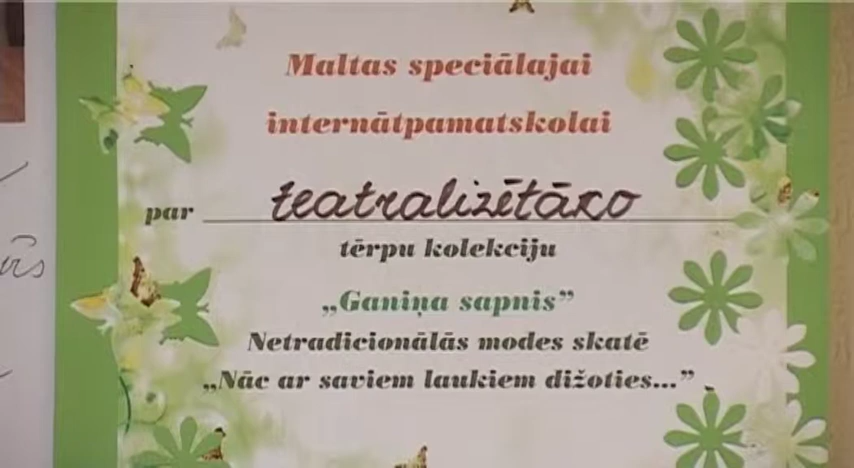 Maltas speciālajai
internātpamatskolai
par teatralizētāko
tērpu kolekciju
„Ganiņa sapnis”
Netradicionālās modes skatē
„Nāc ar saviem laukiem dižoties...”